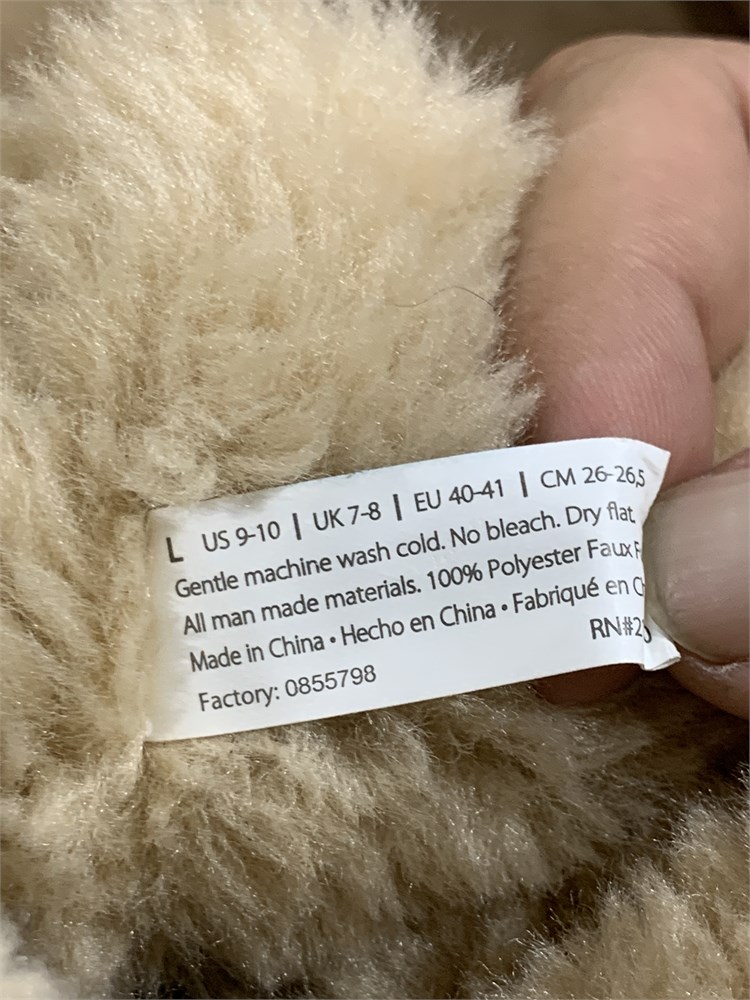 L US 9-10 | UK 7-8 | EU 40-41 | CM 26-26,5
Gentle machine wash cold. No bleach. Dry flat.
All man made materials. 100% Polyester Faux
Made in China • Hecho en China • Fabriqué en
RN#
Factory: 0855798